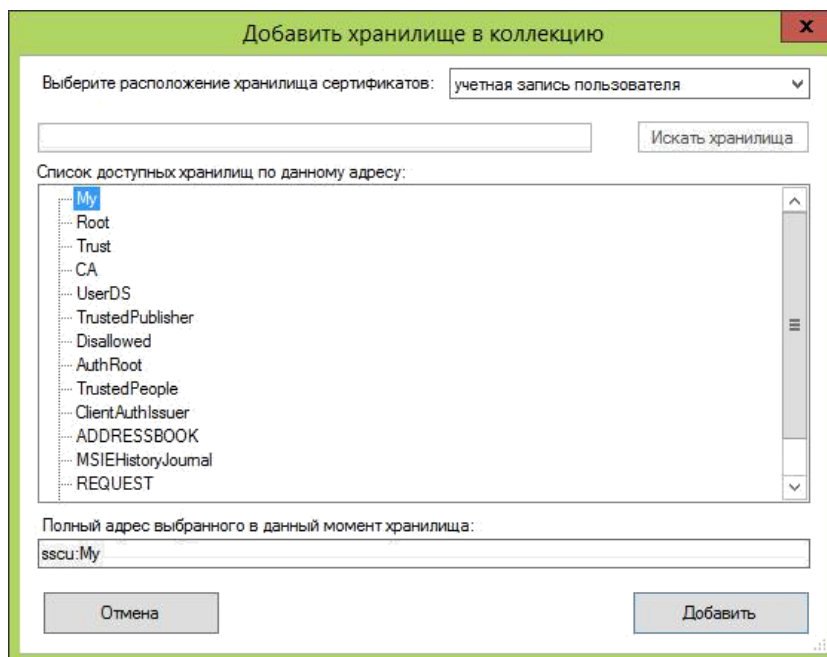 Добавить хранилище в коллекцию
x
Выберите расположение хранилища сертификатов: учетная запись пользователя
Искать хранилища
Список доступных хранилищ по данному адресу:
My
Root
Trust
CA
UserDS
TrustedPublisher
Disallowed
AuthRoot
TrustedPeople
ClientAuthIssuer
ADDRESSBOOK
MSIEHistoryJournal
REQUEST
Полный адрес выбранного в данный момент хранилища:
sscu:My
Отмена Добавить